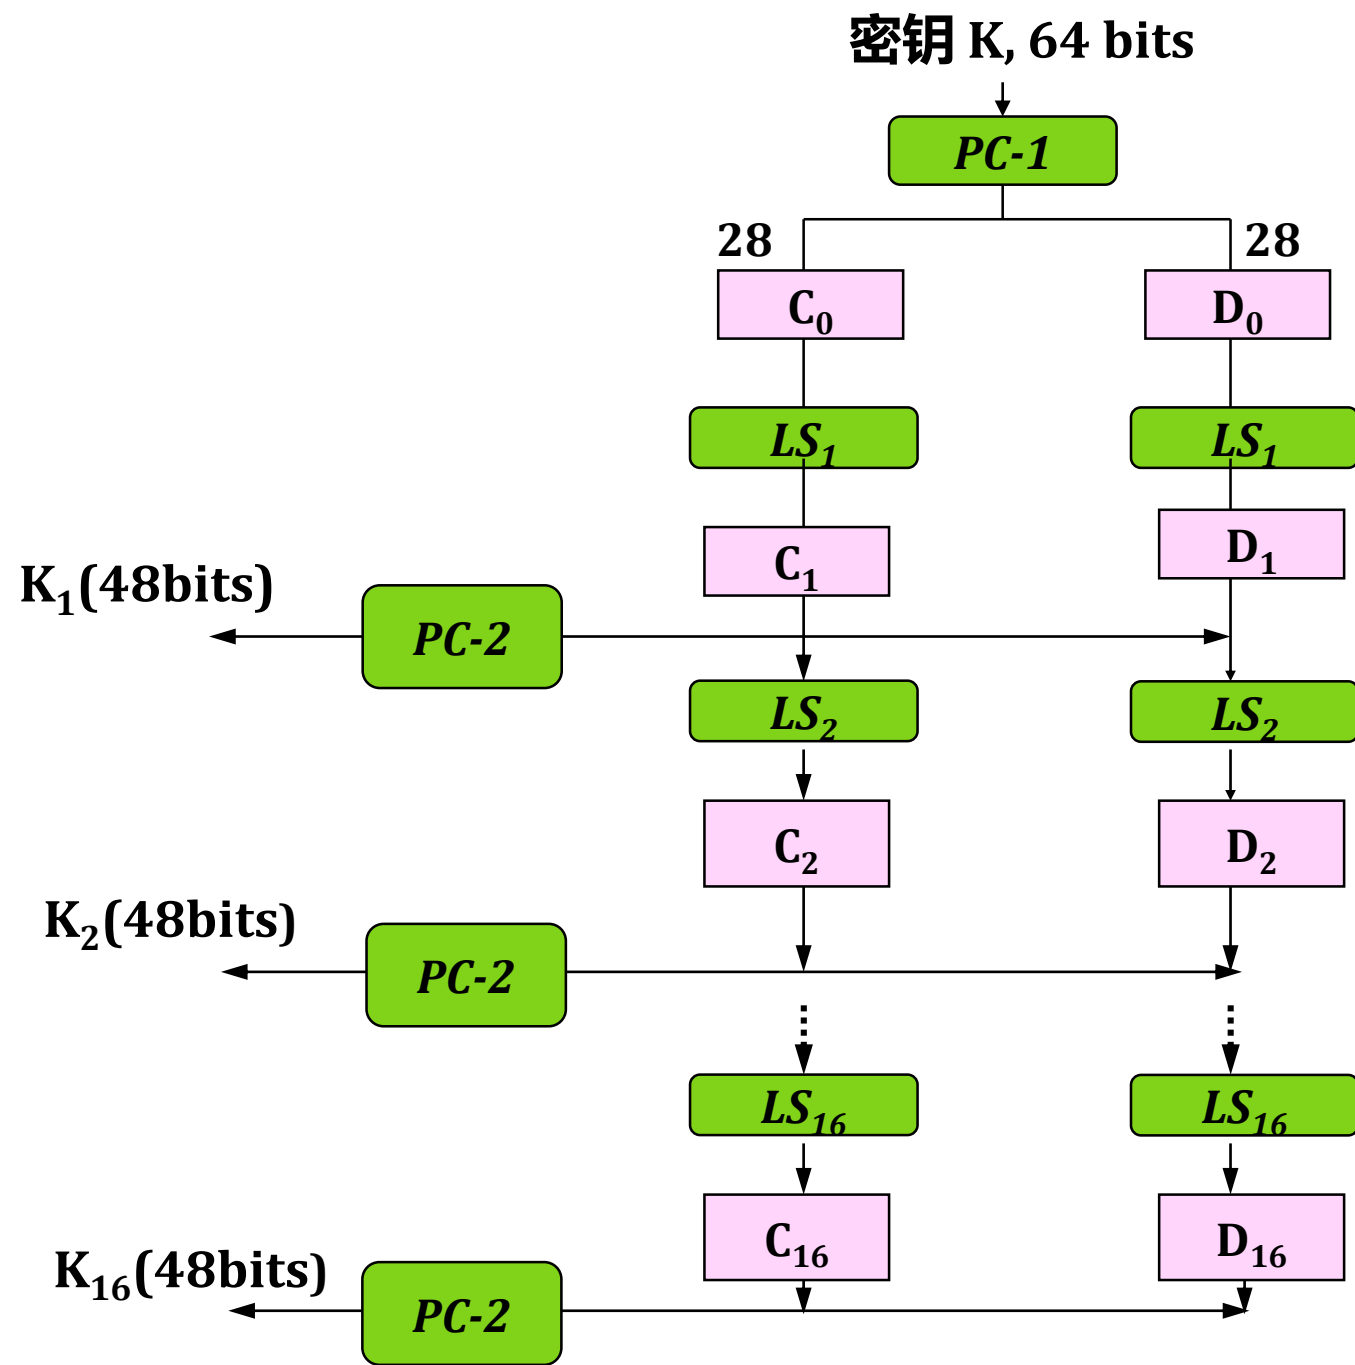 密钥 K, 64 bits
PC-1
28 28
C₀ D₀
LS₁ LS₁
C₁ D₁
K₁(48bits)
PC-2
LS₂ LS₂
C₂ D₂
K₂(48bits)
PC-2
LS₁₆ LS₁₆
C₁₆ D₁₆
K₁₆(48bits)
PC-2